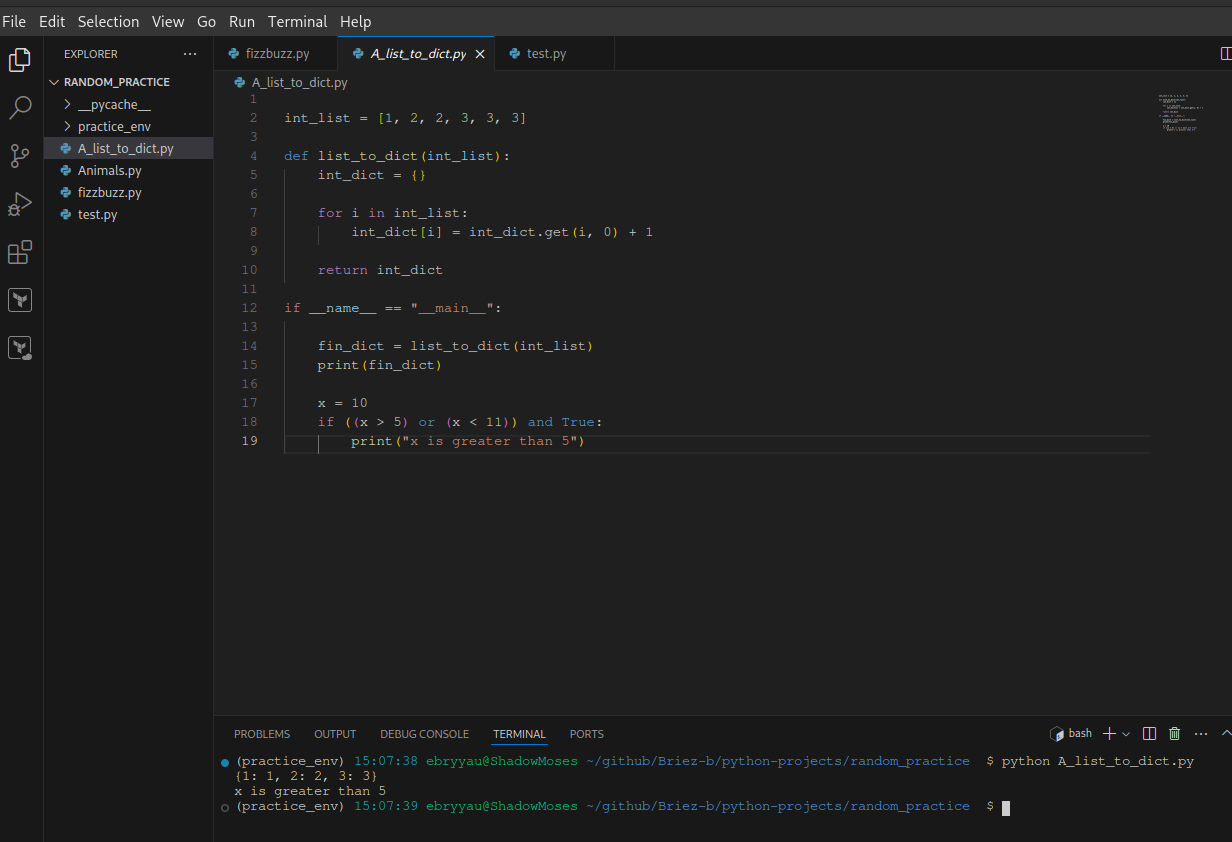 File Edit Selection View Go Run Terminal Help
EXPLORER ...
RANDOM_PRACTICE
__pycache__
practice_env
A_list_to_dict.py
Animals.py
fizzbuzz.py
test.py
fizzbuzz.py A_list_to_dict.py test.py
A_list_to_dict.py
1
2 int_list = [1, 2, 2, 3, 3, 3]
3
4 def list_to_dict(int_list):
5     int_dict = {}
6
7     for i in int_list:
8         int_dict[i] = int_dict.get(i, 0) + 1
9
10     return int_dict
11
12 if __name__ == "__main__":
13
14     fin_dict = list_to_dict(int_list)
15     print(fin_dict)
16
17     x = 10
18     if ((x > 5) or (x < 11)) and True:
19         print("x is greater than 5")
PROBLEMS OUTPUT DEBUG CONSOLE TERMINAL PORTS bash ...
(practice_env) 15:07:38 ebryyau@ShadowMoses ~/github/Briez-b/python-projects/random_practice $ python A_list_to_dict.py
{1: 1, 2: 2, 3: 3}
x is greater than 5
(practice_env) 15:07:39 ebryyau@ShadowMoses ~/github/Briez-b/python-projects/random_practice $